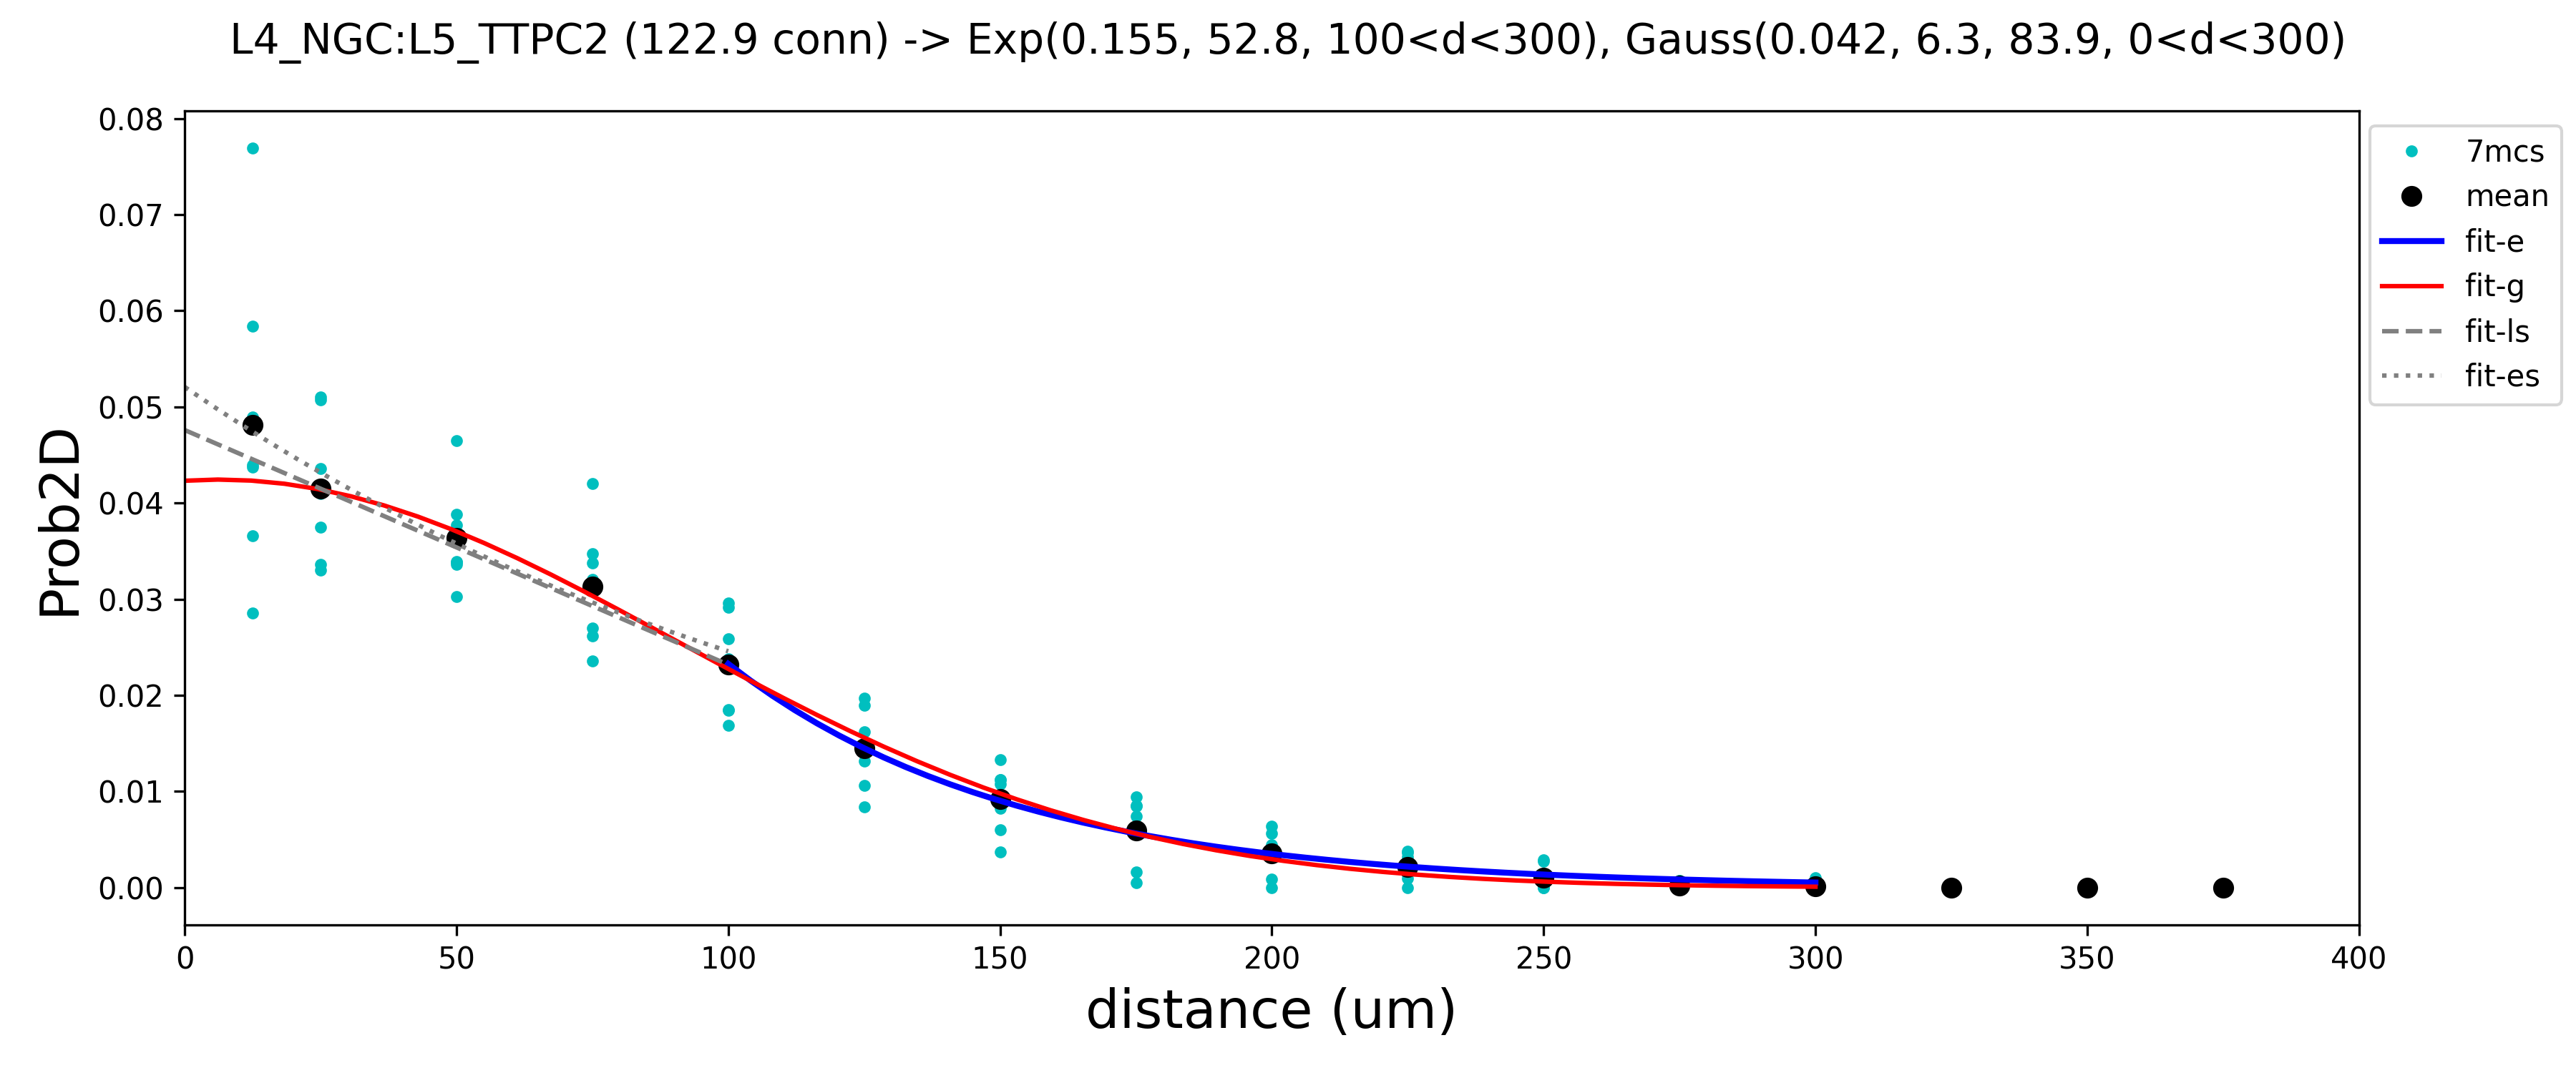 L4_NGC:L5_TTPC2 (122.9 conn) -> Exp(0.155, 52.8, 100<d<300), Gauss(0.042, 6.3, 83.9, 0<d<300)
0.08
0.07
0.06
0.05
0.04
0.03
0.02
0.01
0.00
Prob2D
0 50 100 150 200 250 300 350 400
distance (um)
7mcs
mean
fit-e
fit-g
fit-ls
fit-es